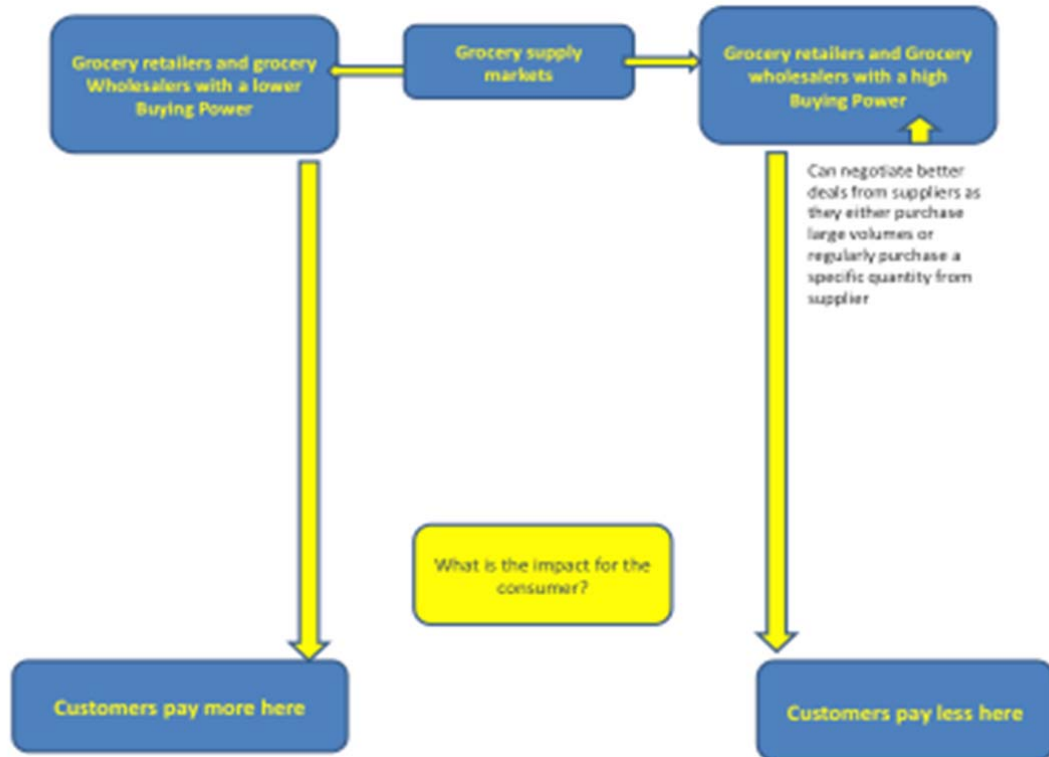 Grocery retailers and grocery
Wholesalers with a lower
Buying Power
Grocery supply
markets
Grocery retailers and Grocery
wholesalers with a high
Buying Power
Can negotiate better
deals from suppliers as
they either purchase
large volumes or
regularly purchase a
specific quantity from
supplier
What is the impact for the
consumer?
Customers pay more here
Customers pay less here